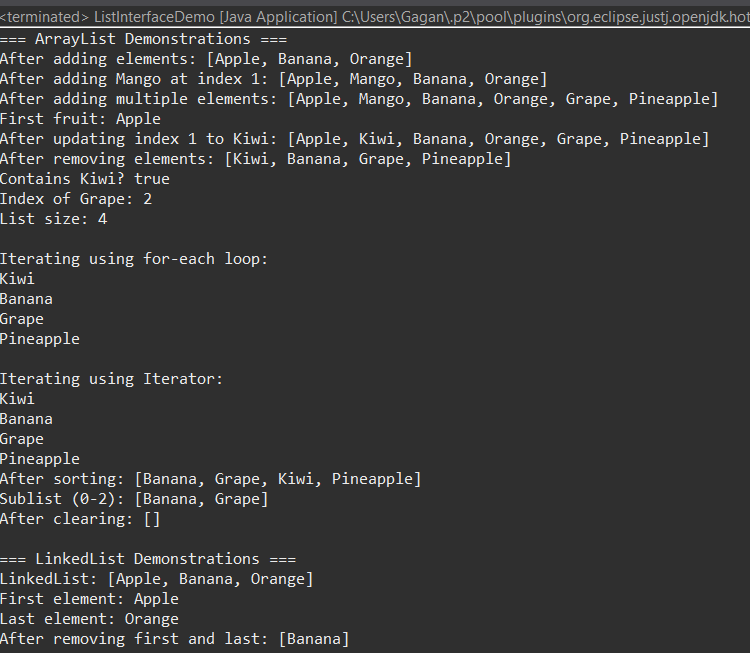 <terminated> ListInterfaceDemo [Java Application] C:\Users\Gagan\.p2\pool\plugins\org.eclipse.justj.openjdk.hot
=== ArrayList Demonstrations ===
After adding elements: [Apple, Banana, Orange]
After adding Mango at index 1: [Apple, Mango, Banana, Orange]
After adding multiple elements: [Apple, Mango, Banana, Orange, Grape, Pineapple]
First fruit: Apple
After updating index 1 to Kiwi: [Apple, Kiwi, Banana, Orange, Grape, Pineapple]
After removing elements: [Kiwi, Banana, Grape, Pineapple]
Contains Kiwi? true
Index of Grape: 2
List size: 4

Iterating using for-each loop:
Kiwi
Banana
Grape
Pineapple

Iterating using Iterator:
Kiwi
Banana
Grape
Pineapple
After sorting: [Banana, Grape, Kiwi, Pineapple]
Sublist (0-2): [Banana, Grape]
After clearing: []

=== LinkedList Demonstrations ===
LinkedList: [Apple, Banana, Orange]
First element: Apple
Last element: Orange
After removing first and last: [Banana]